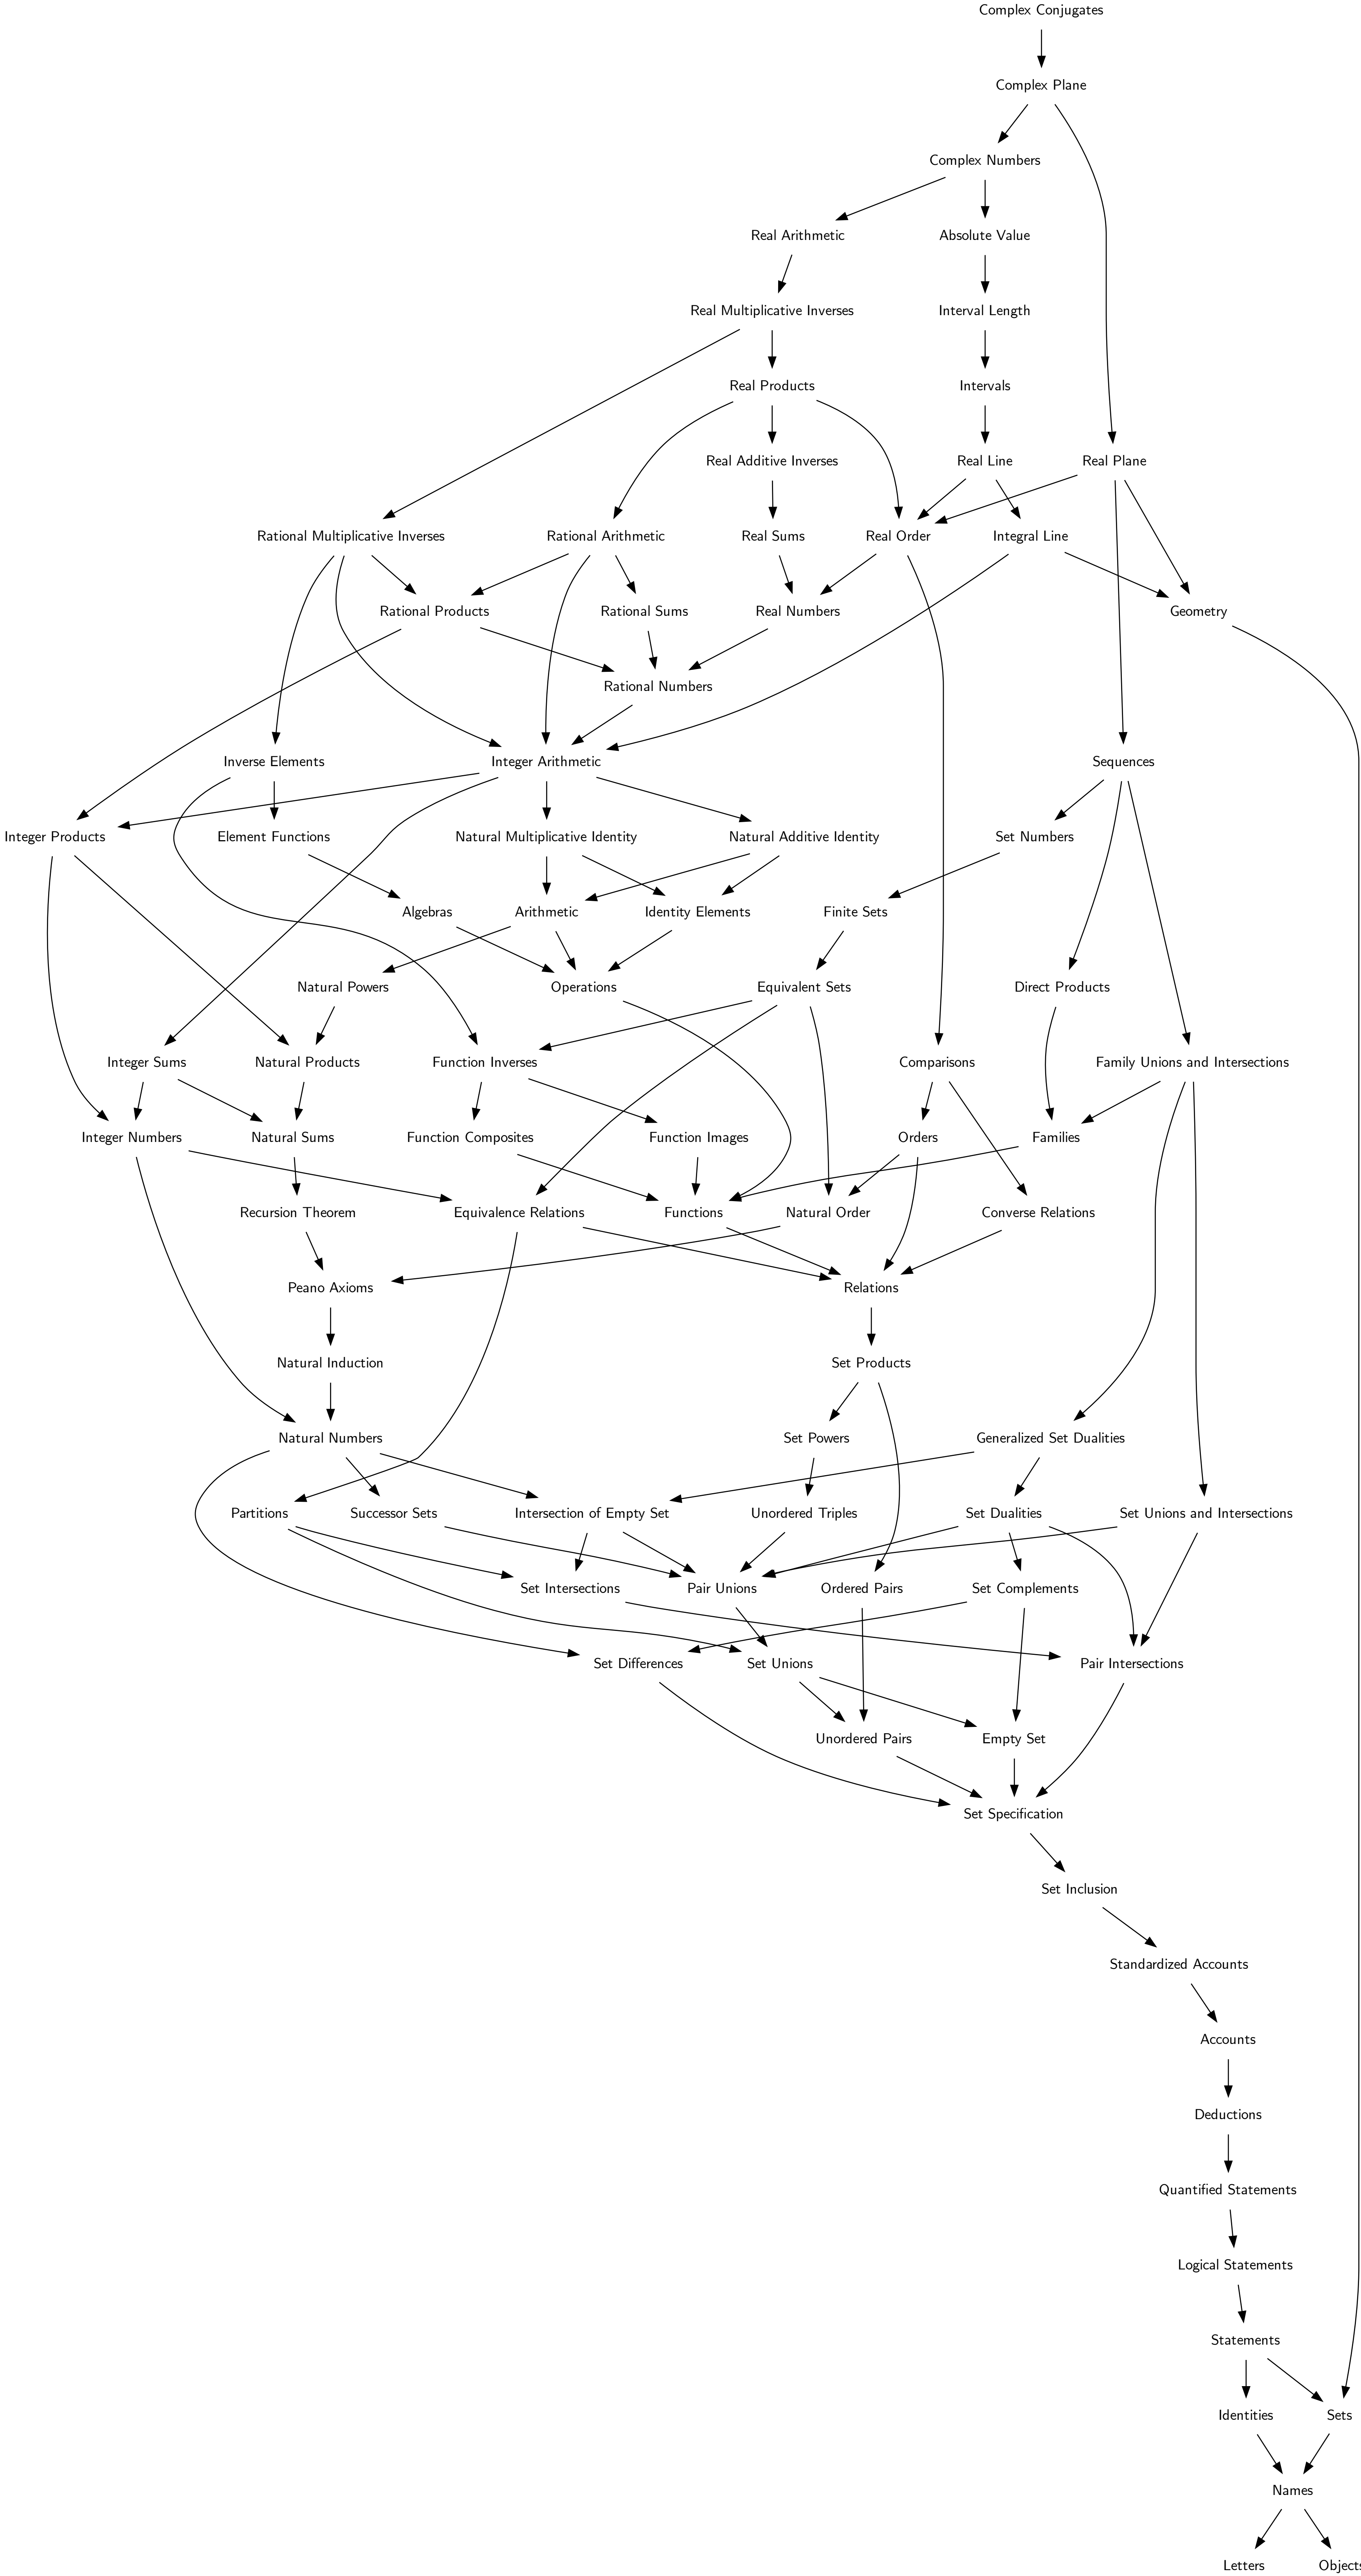 Complex Conjugates
Complex Plane
Complex Numbers
Real Arithmetic
Absolute Value
Real Multiplicative Inverses
Interval Length
Real Products
Intervals
Real Additive Inverses
Real Line
Real Plane
Rational Multiplicative Inverses
Rational Arithmetic
Real Sums
Real Order
Integral Line
Rational Products
Rational Sums
Real Numbers
Geometry
Rational Numbers
Inverse Elements
Integer Arithmetic
Sequences
Integer Products
Element Functions
Natural Multiplicative Identity
Natural Additive Identity
Set Numbers
Algebras
Arithmetic
Identity Elements
Finite Sets
Natural Powers
Operations
Equivalent Sets
Direct Products
Integer Sums
Natural Products
Function Inverses
Comparisons
Family Unions and Intersections
Integer Numbers
Natural Sums
Function Composites
Function Images
Orders
Families
Recursion Theorem
Equivalence Relations
Functions
Natural Order
Converse Relations
Peano Axioms
Relations
Natural Induction
Set Products
Natural Numbers
Set Powers
Generalized Set Dualities
Partitions
Successor Sets
Intersection of Empty Set
Unordered Triples
Set Dualities
Set Unions and Intersections
Set Intersections
Pair Unions
Ordered Pairs
Set Complements
Set Differences
Set Unions
Pair Intersections
Unordered Pairs
Empty Set
Set Specification
Set Inclusion
Standardized Accounts
Accounts
Deductions
Quantified Statements
Logical Statements
Statements
Identities
Sets
Names
Letters
Objects